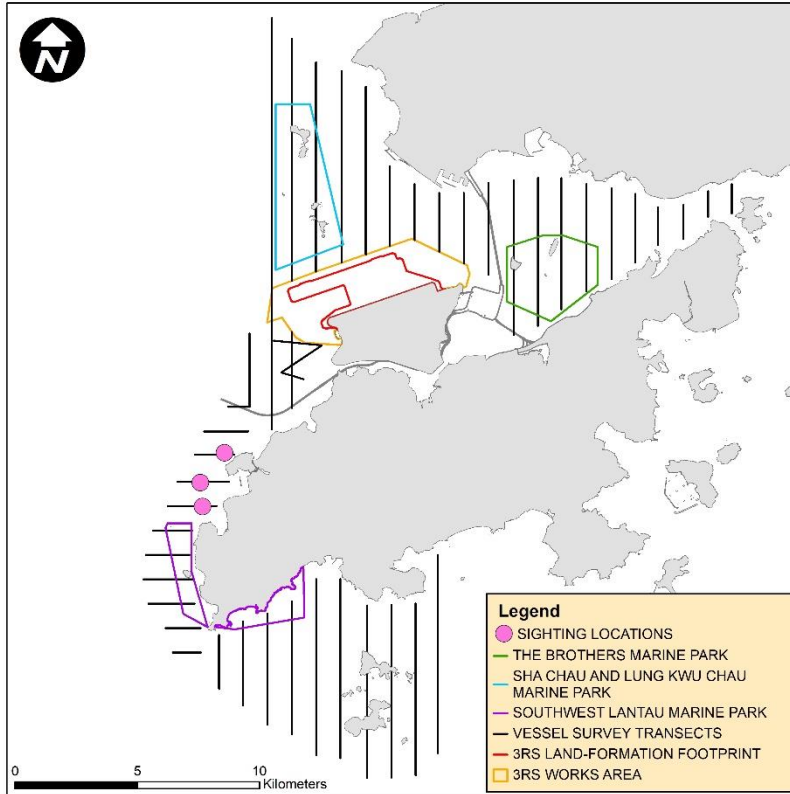 N
Legend
SIGHTING LOCATIONS
THE BROTHERS MARINE PARK
SHA CHAU AND LUNG KWU CHAU
MARINE PARK
SOUTHWEST LANTAU MARINE PARK
VESSEL SURVEY TRANSECTS
3RS LAND-FORMATION FOOTPRINT
3RS WORKS AREA
0 5 10
Kilometers